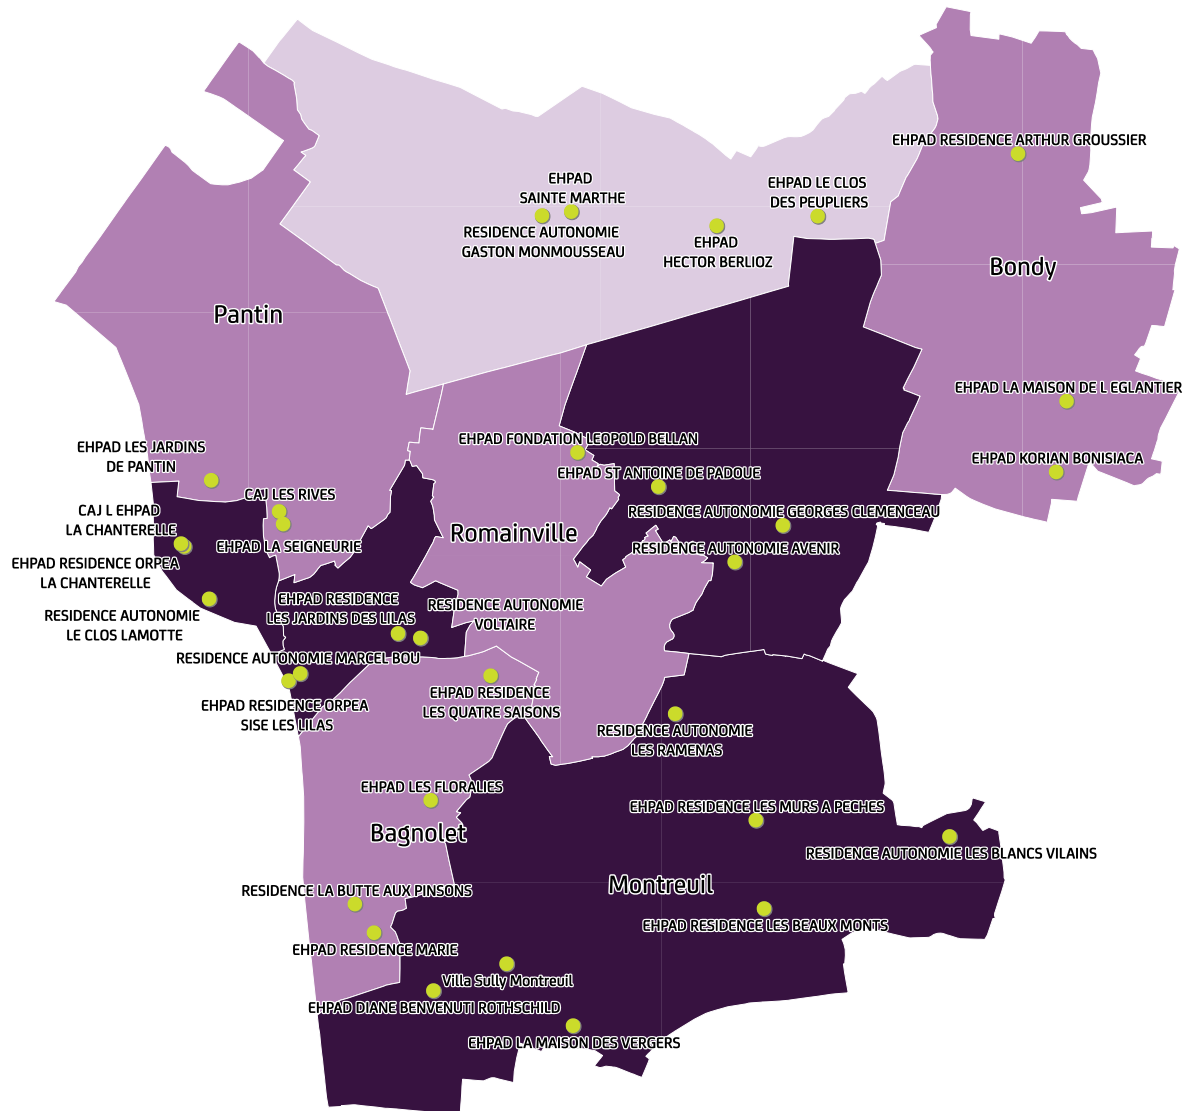 EHPAD RESIDENCE ARTHUR GROUSSIER
EHPAD
SAINTE MARTHE
EHPAD LE CLOS
DES PEUPLIERS
RESIDENCE AUTONOMIE
GASTON MONMOUSSEAU
EHPAD
HECTOR BERLIOZ
Bondy
Pantin
EHPAD LA MAISON DE L EGLANTIER
EHPAD FONDATION LEOPOLD BELLAN
EHPAD LES JARDINS
DE PANTIN
EHPAD KORIAN BONISIACA
EHPAD ST ANTOINE DE PADOUE
CAJ LES RIVES
CAJ L EHPAD
LA CHANTERELLE
RESIDENCE AUTONOMIE GEORGES CLEMENCEAU
Romainville
EHPAD LA SEIGNEURIE
RESIDENCE AUTONOMIE AVENIR
EHPAD RESIDENCE ORPEA
LA CHANTERELLE
EHPAD RESIDENCE
LES JARDINS DES LILAS
RESIDENCE AUTONOMIE
VOLTAIRE
RESIDENCE AUTONOMIE
LE CLOS LAMOTTE
RESIDENCE AUTONOMIE MARCEL BOU
EHPAD RESIDENCE
LES QUATRE SAISONS
EHPAD RESIDENCE ORPEA
SISE LES LILAS
RESIDENCE AUTONOMIE
LES RAMENAS
EHPAD LES FLORALIES
EHPAD RESIDENCE LES MURS A PECHES
Bagnolet
RESIDENCE AUTONOMIE LES BLANCS VILAINS
Montreuil
RESIDENCE LA BUTTE AUX PINSONS
EHPAD RESIDENCE LES BEAUX MONTS
EHPAD RESIDENCE MARIE
Villa Sully Montreuil
EHPAD DIANE BENVENUTI ROTHSCHILD
EHPAD LA MAISON DES VERGERS